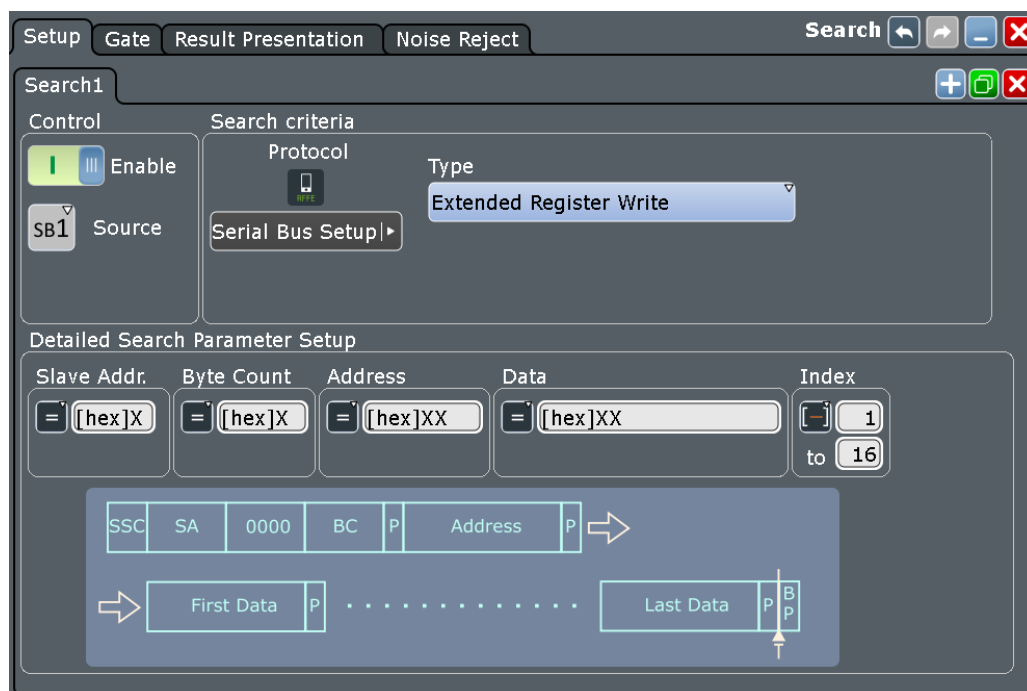 Setup Gate Result Presentation Noise Reject Search
Search1
Control Search criteria
Protocol
Type
Enable
RFFE
Extended Register Write
SB1 Source
Serial Bus Setup
Detailed Search Parameter Setup
Slave Addr. Byte Count Address Data Index
= [hex]X = [hex]X = [hex]XX = [hex]XX [-] 1
to 16
SSC SA 0000 BC P Address P
First Data P . . . . . . . . . . . . . Last Data P B
P